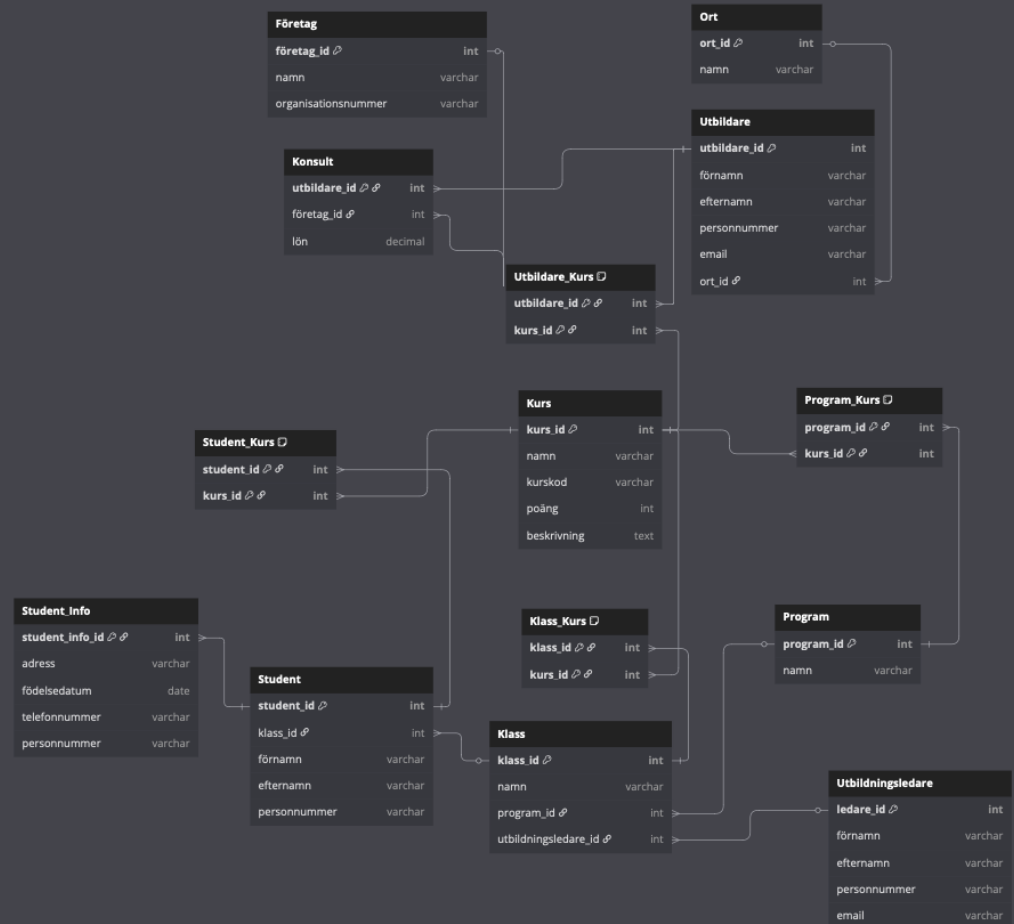 Företag
företag_id int
namn varchar
organisationsnummer varchar
Ort
ort_id int
namn varchar
Utbildare
utbildare_id int
förnamn varchar
efternamn varchar
personnummer varchar
email varchar
ort_id int
Konsult
utbildare_id int
företag_id int
lön decimal
Utbildare_Kurs
utbildare_id int
kurs_id int
Kurs
kurs_id int
namn varchar
kurskod varchar
poäng int
beskrivning text
Program_Kurs
program_id int
kurs_id int
Student_Kurs
student_id int
kurs_id int
Student_Info
student_info_id int
adress varchar
födelsedatum date
telefonnummer varchar
personnummer varchar
Klass_Kurs
klass_id int
kurs_id int
Program
program_id int
namn varchar
Student
student_id int
klass_id int
förnamn varchar
efternamn varchar
personnummer varchar
Klass
klass_id int
namn varchar
program_id int
utbildningsledare_id int
Utbildningsledare
ledare_id int
förnamn varchar
efternamn varchar
personnummer varchar
email varchar